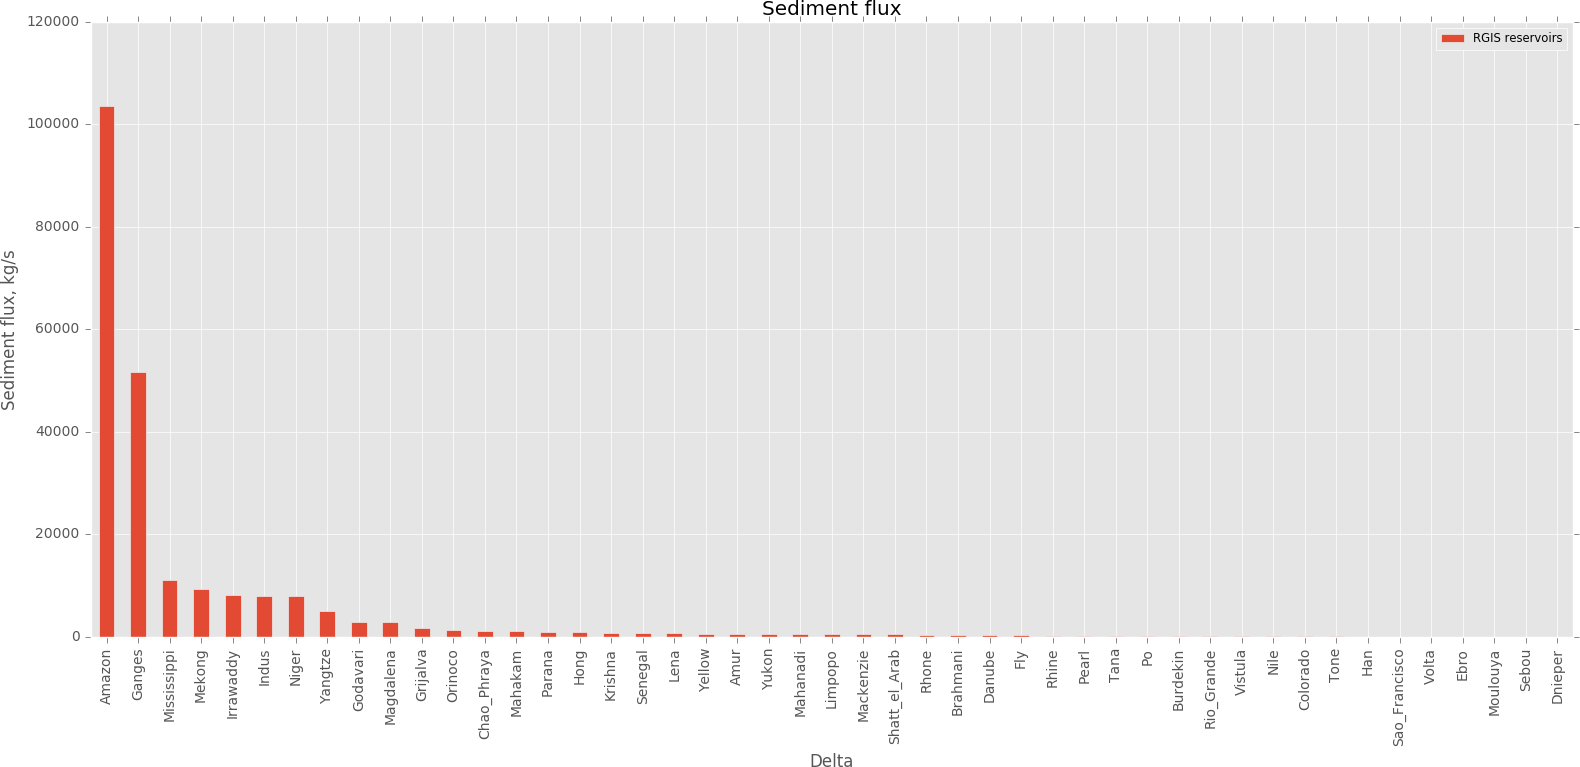 Sediment flux
RGIS reservoirs
Sediment flux, kg/s
120000
100000
80000
60000
40000
20000
0
Amazon
Ganges
Mississippi
Mekong
Irrawaddy
Indus
Niger
Yangtze
Godavari
Magdalena
Grijalva
Orinoco
Chao_Phraya
Mahakam
Parana
Hong
Krishna
Senegal
Lena
Yellow
Amur
Yukon
Mahanadi
Limpopo
Mackenzie
Shatt_el_Arab
Rhone
Brahmani
Danube
Fly
Rhine
Pearl
Tana
Po
Burdekin
Rio_Grande
Vistula
Nile
Colorado
Tone
Han
Sao_Francisco
Volta
Ebro
Moulouya
Sebou
Dnieper
Delta